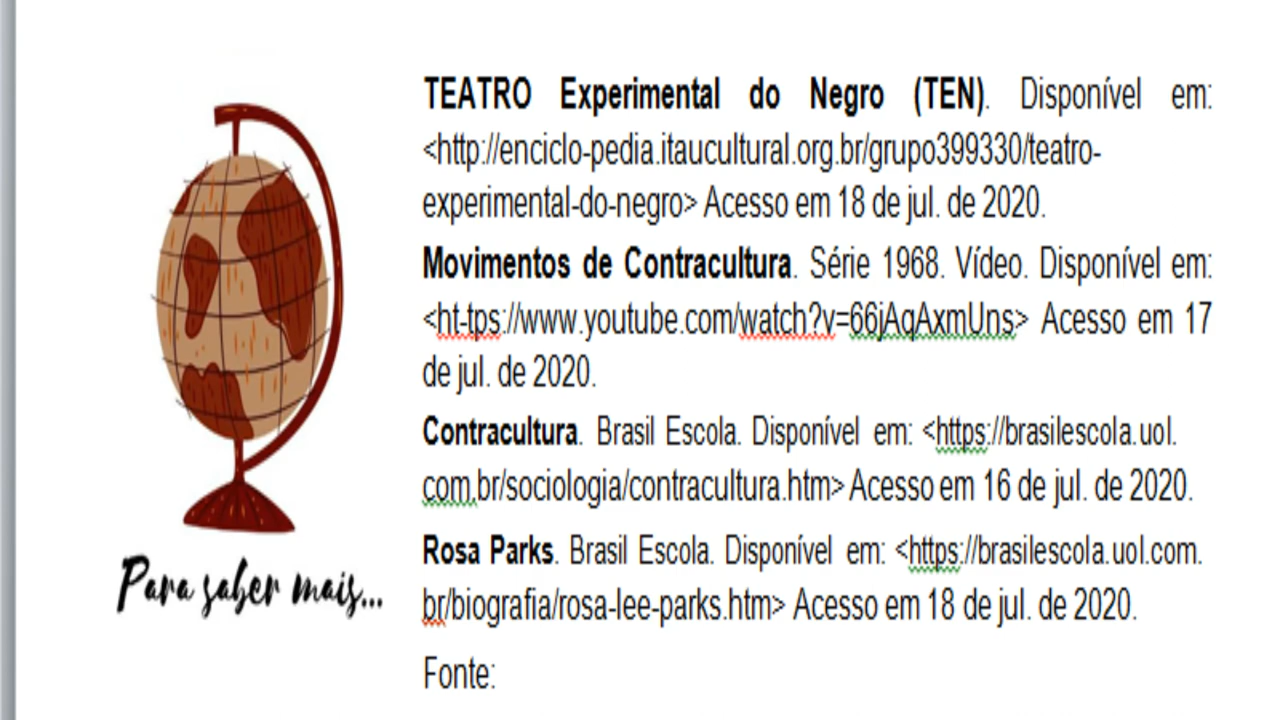 TEATRO Experimental do Negro (TEN). Disponível em:
<http://enciclo-pedia.itaucultural.org.br/grupo399330/teatro-
experimental-do-negro> Acesso em 18 de jul. de 2020.
Movimentos de Contracultura. Série 1968. Vídeo. Disponível em:
<ht-tps://www.youtube.com/watch?v=66jAqAxmUns> Acesso em 17
de jul. de 2020.
Contracultura. Brasil Escola. Disponível em: <https://brasilescola.uol.
com.br/sociologia/contracultura.htm> Acesso em 16 de jul. de 2020.
Rosa Parks. Brasil Escola. Disponível em: <https://brasilescola.uol.com.
br/biografia/rosa-lee-parks.htm> Acesso em 18 de jul. de 2020.
Fonte:
Para saber mais...